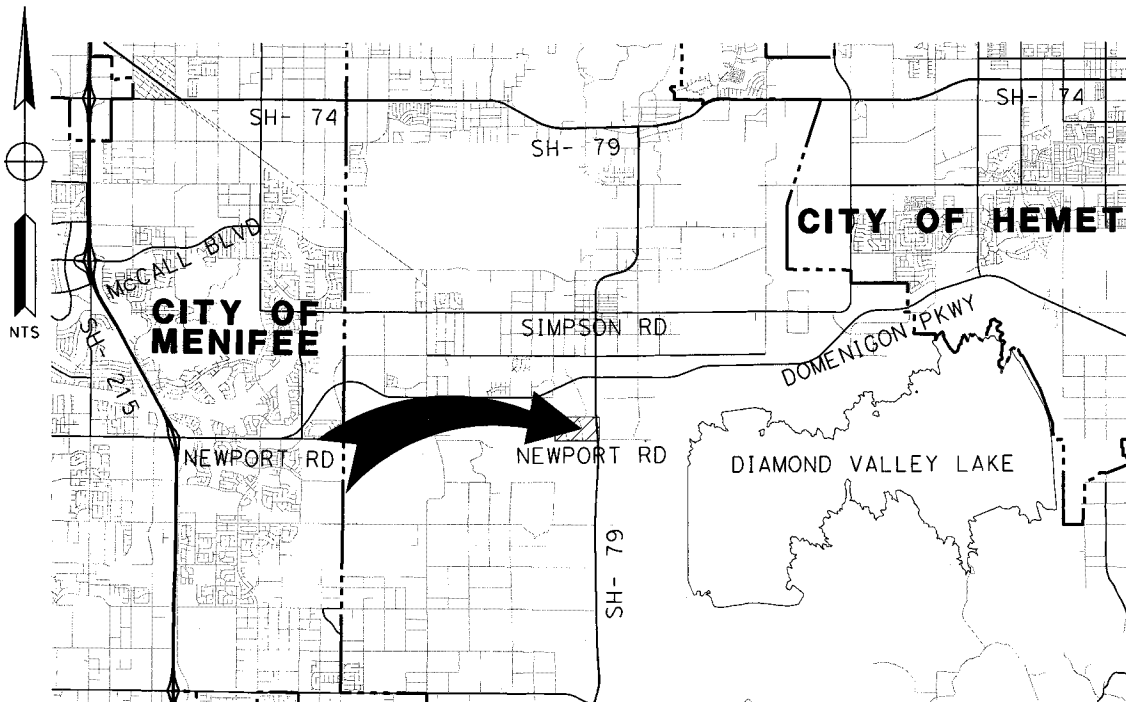 SH- 74
SH- 74
SH- 79
CITY OF HEMET
MCCALL BLVD
CITY OF
MENIFEE
NTS
SH- 215
SIMPSON RD
DOMENIGON PKWY
NEWPORT RD
NEWPORT RD
DIAMOND VALLEY LAKE
SH- 79